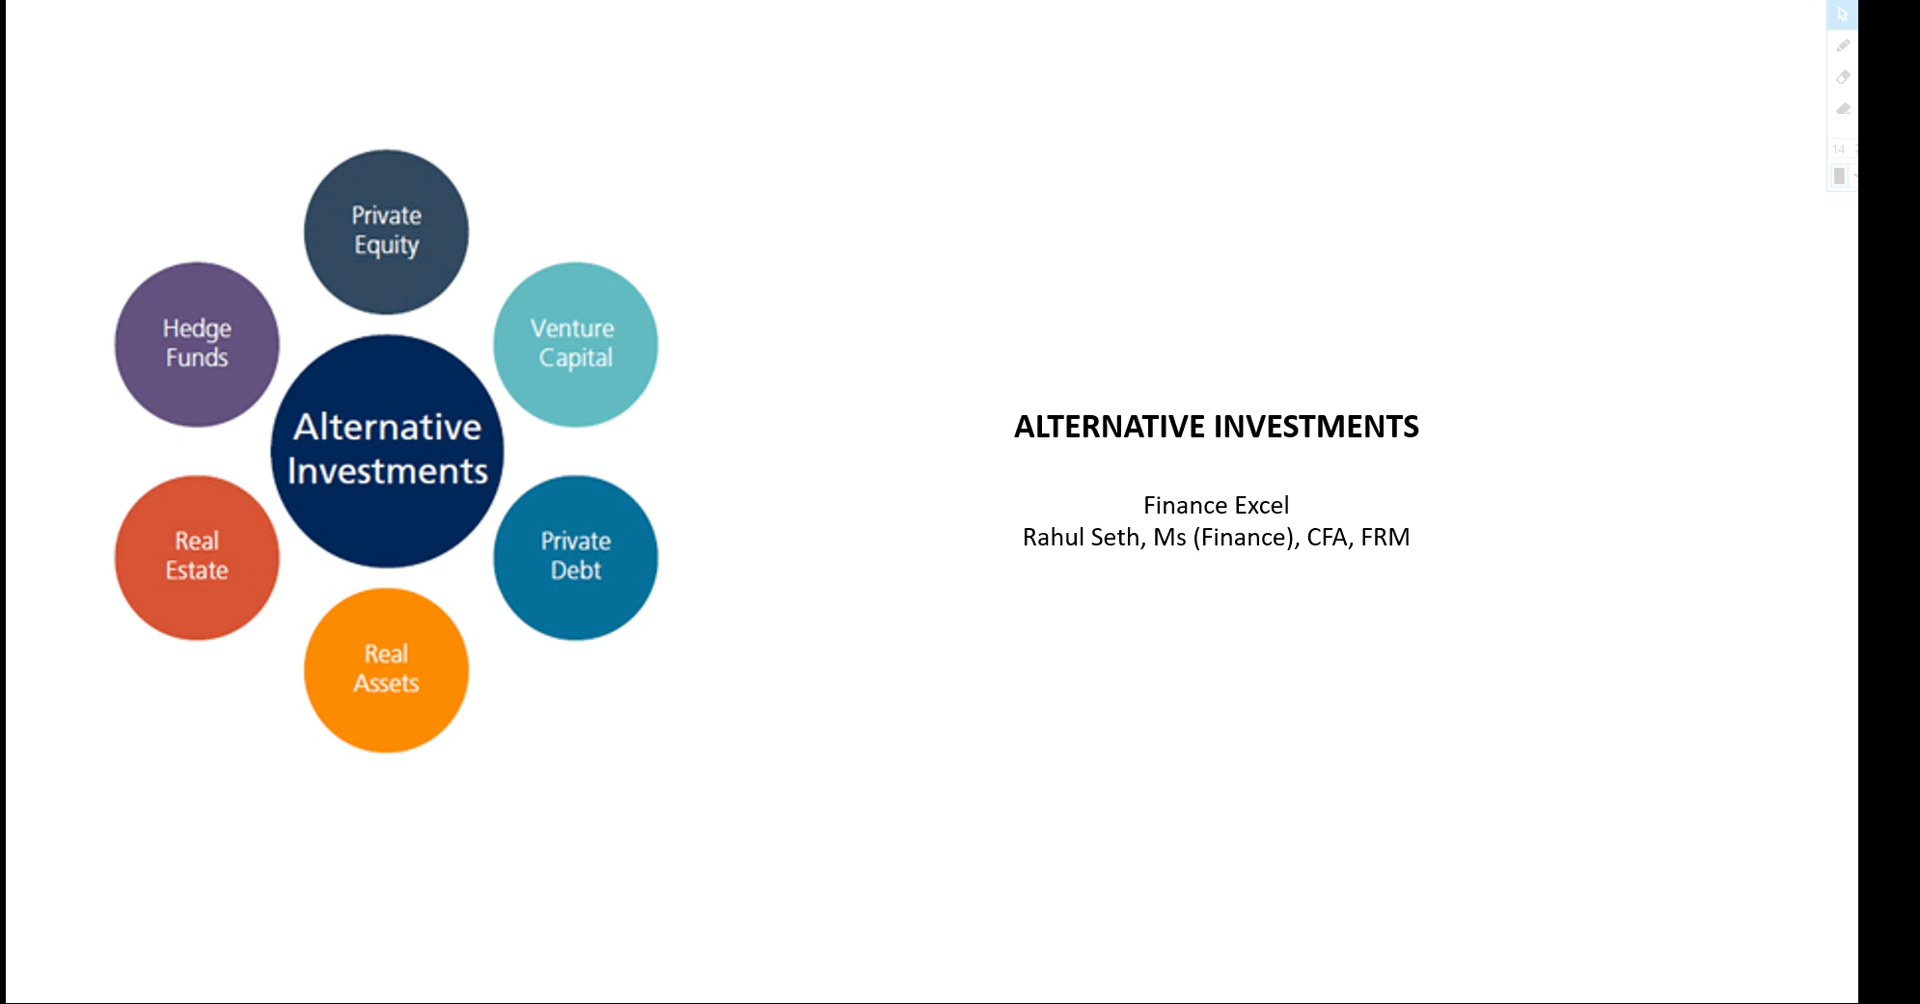 Private
Equity
Hedge
Funds
Venture
Capital
Alternative
Investments
Real
Estate
Private
Debt
Real
Assets
ALTERNATIVE INVESTMENTS
Finance Excel
Rahul Seth, Ms (Finance), CFA, FRM
14